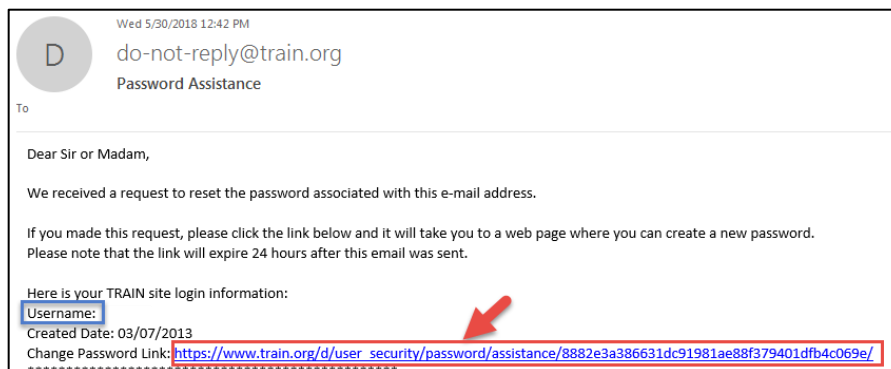 D
Wed 5/30/2018 12:42 PM
do-not-reply@train.org
Password Assistance
To
Dear Sir or Madam,
We received a request to reset the password associated with this e-mail address.
If you made this request, please click the link below and it will take you to a web page where you can create a new password.
Please note that the link will expire 24 hours after this email was sent.
Here is your TRAIN site login information:
Username:
Created Date: 03/07/2013
Change Password Link: https://www.train.org/d/user_security/password/assistance/8882e3a386631dc91981ae88f379401dfb4c069e/